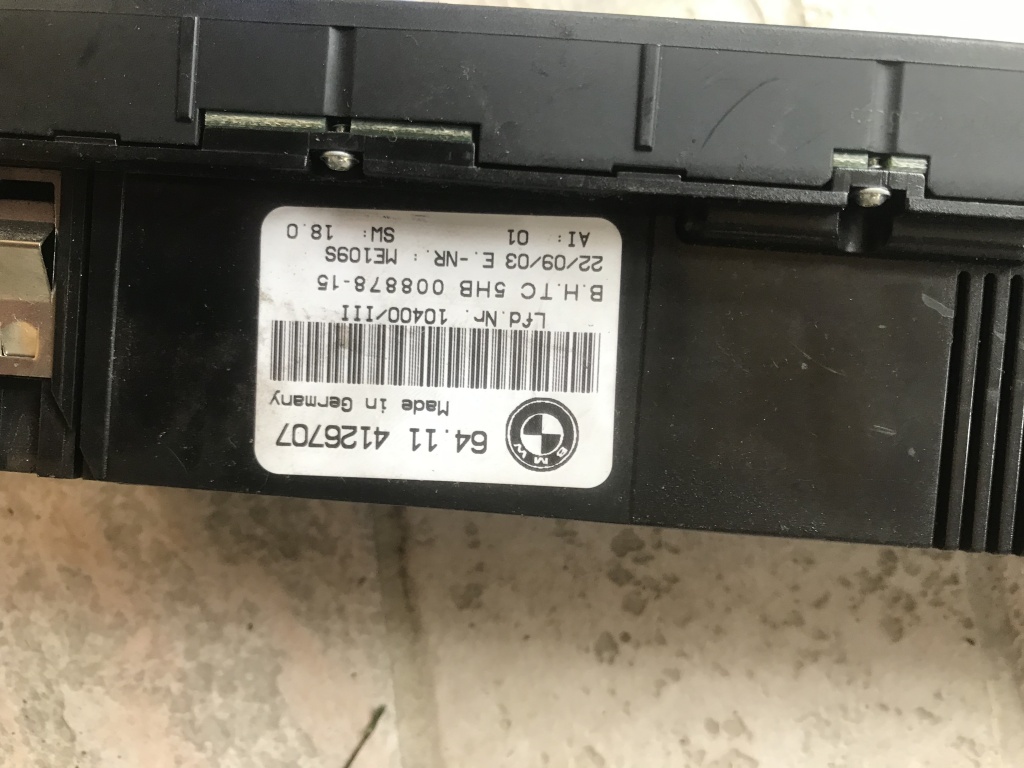 BMW
64.11 4126707
Made in Germany
Lfd.Nr. 10400/III
B.H.TC 5HB 008878-15
22/09/03 E.-NR.: ME109S
AI: 01 SW: 18.0